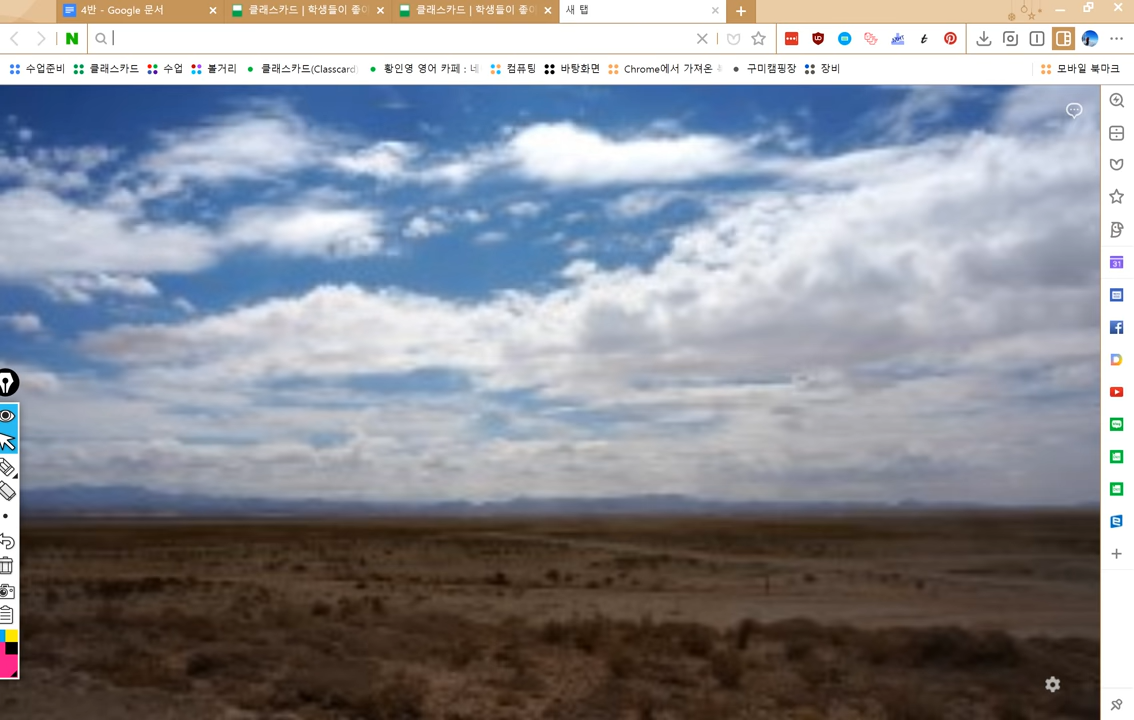 4반 - Google 문서
클래스카드 | 학생들이 좋아
클래스카드 | 학생들이 좋아
새 탭
N
수업준비
클래스카드
수업
볼거리
클래스카드(Classcard
황인영 영어 카페 : 네
컴퓨팅
바탕화면
Chrome에서 가져온
구미캠핑장
장비
모바일 북마크
31